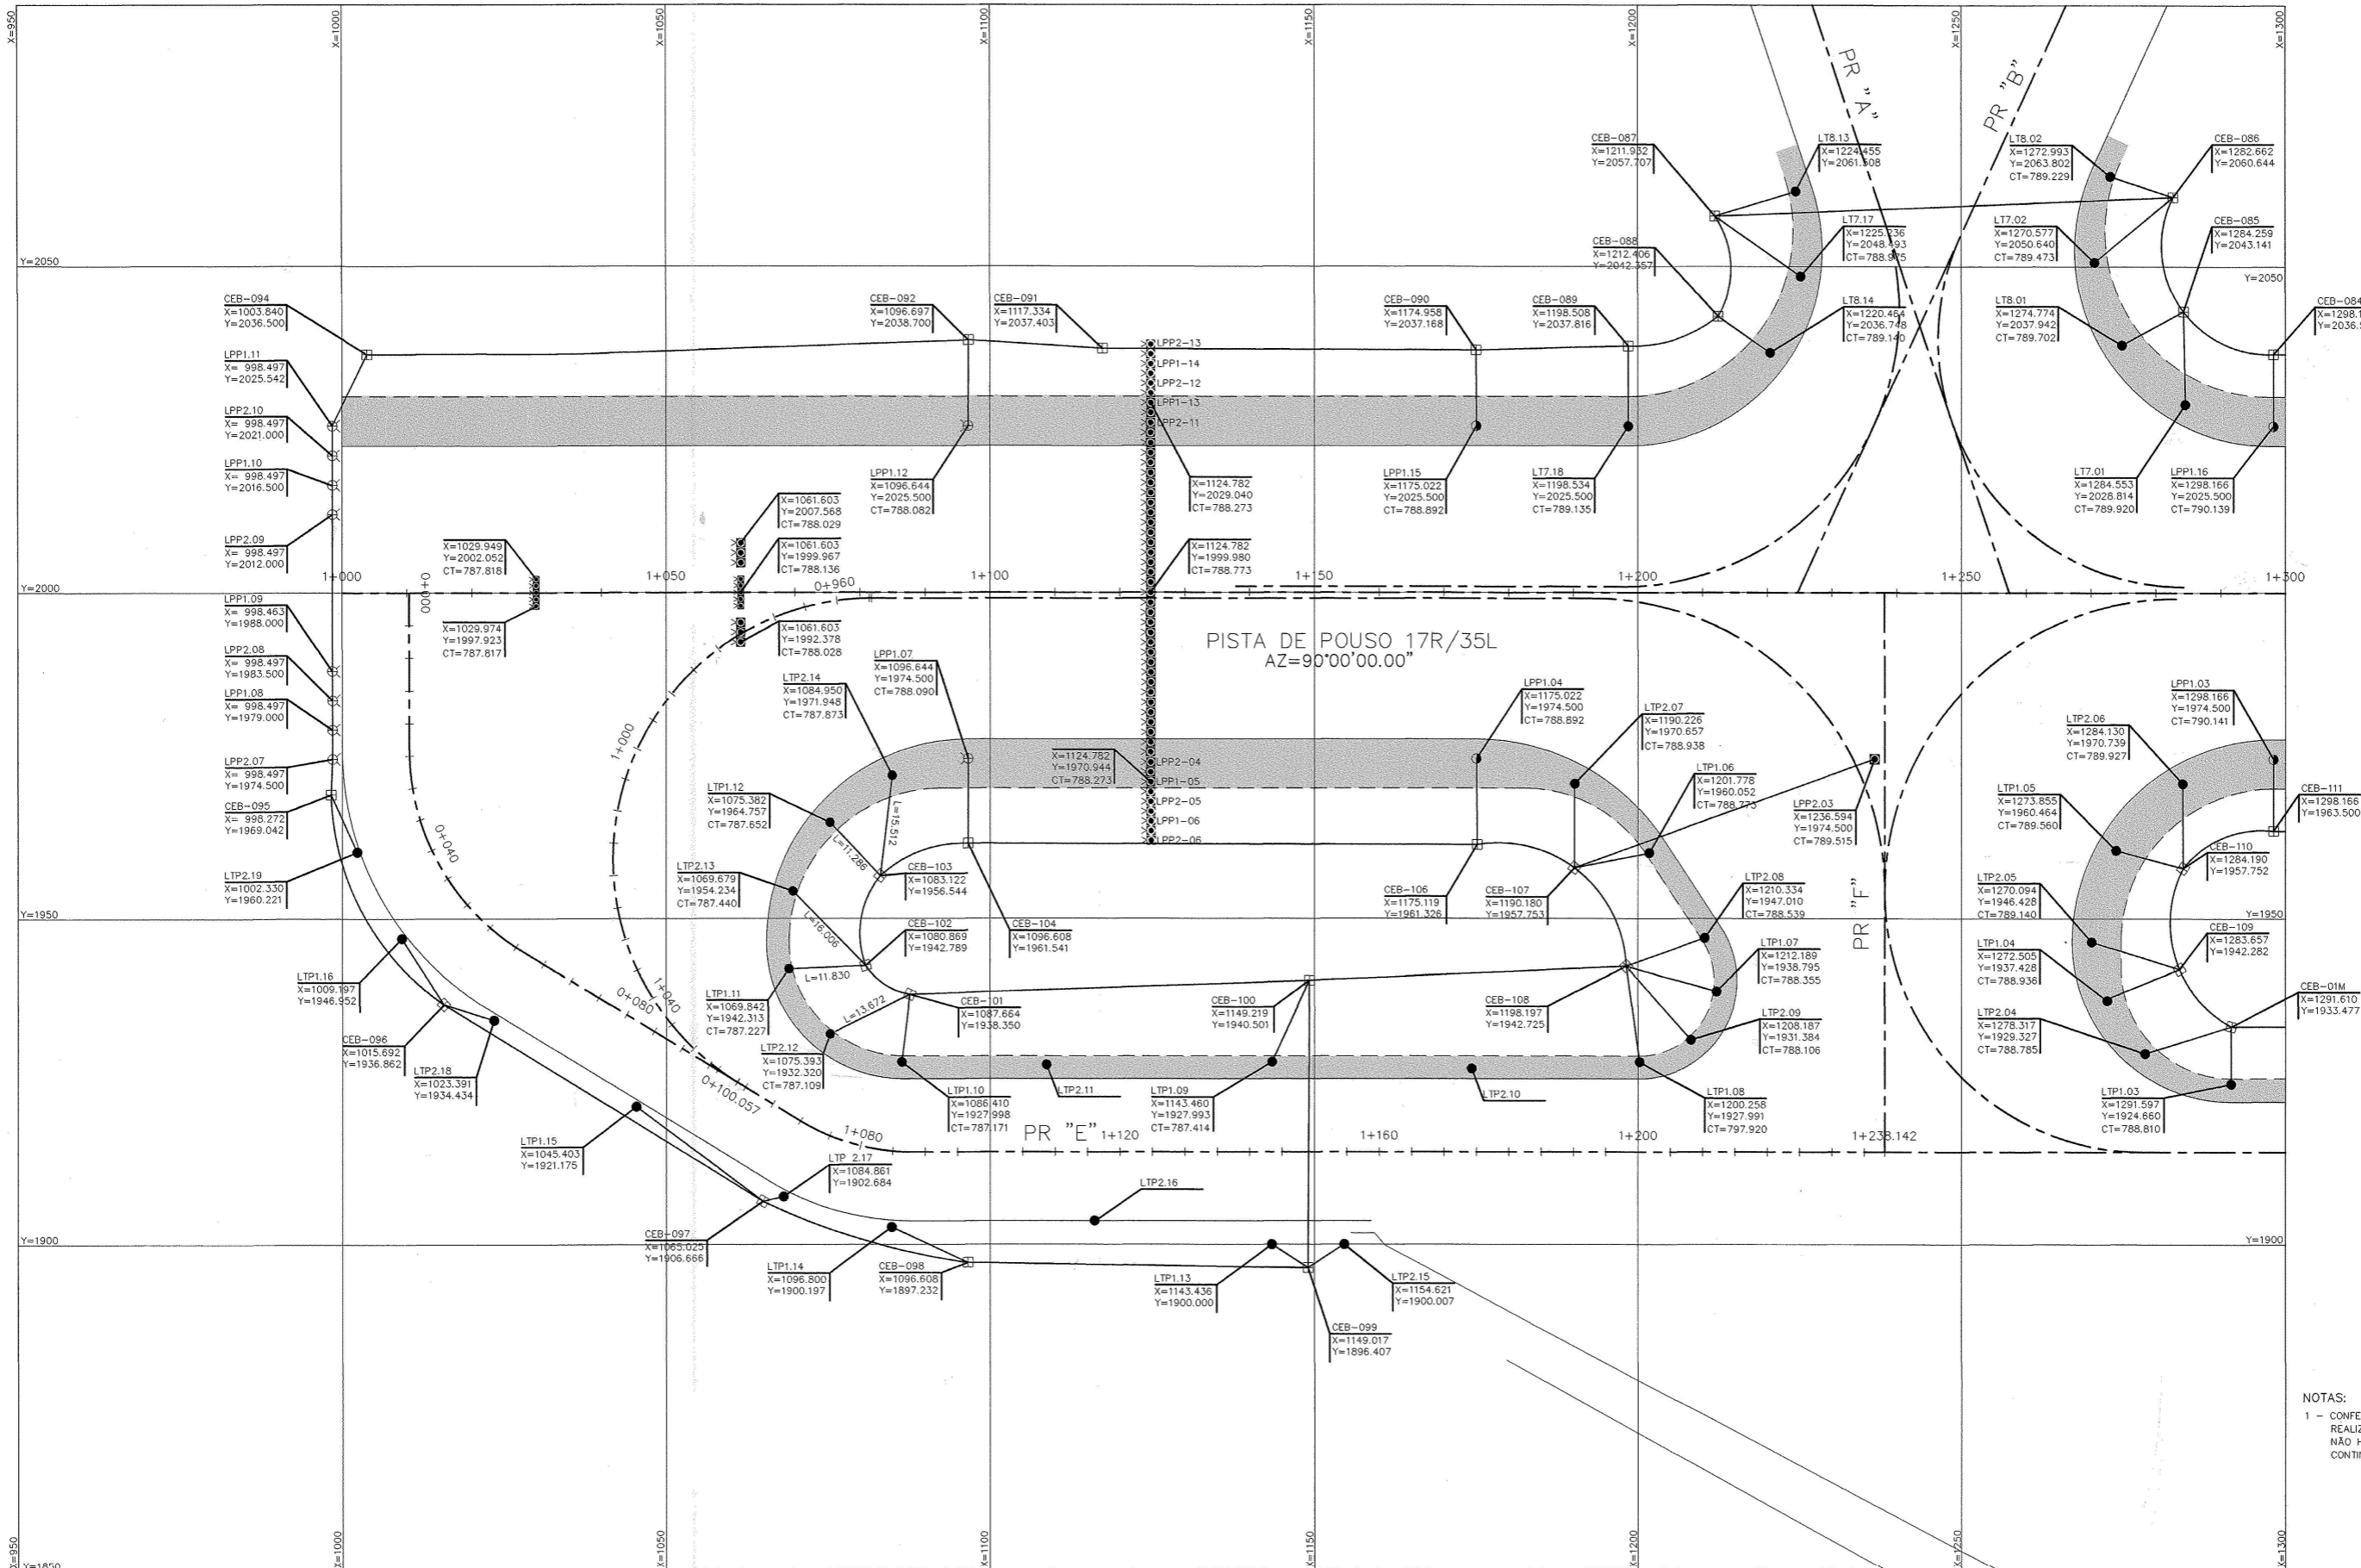 X=950
X=1000
X=1050
X=1100
X=1150
X=1200
X=1250
X=1300
PR "A"
PR "B"
CEB-087
X=1211.932
Y=2057.707
LT8.13
X=1224.455
Y=2061.508
LT8.02
X=1272.993
Y=2063.802
CT=789.229
CEB-086
X=1282.662
Y=2060.644
CEB-088
X=1212.406
Y=2042.357
LT7.17
X=1225.236
Y=2048.493
CT=788.975
LT7.02
X=1270.577
Y=2050.640
CT=789.473
CEB-085
X=1284.259
Y=2043.141
Y=2050
Y=2050
CEB-094
X=1003.840
Y=2036.500
CEB-092
X=1096.697
Y=2038.700
CEB-091
X=1117.334
Y=2037.403
CEB-090
X=1174.958
Y=2037.168
CEB-089
X=1198.508
Y=2037.816
LT8.14
X=1220.464
Y=2036.748
CT=789.140
LT8.01
X=1274.774
Y=2037.942
CT=789.702
CEB-084
X=1298.1
LPP1.11
X= 998.497
Y=2025.542
LPP2-13
LPP1-14
LPP2-12
LPP1-13
LPP2-11
LPP2.10
X= 998.497
Y=2021.000
LPP1.10
X= 998.497
Y=2016.500
LPP1.12
X=1096.644
Y=2025.500
CT=788.082
X=1124.782
Y=2029.040
CT=788.273
LPP1.15
X=1175.022
Y=2025.500
CT=788.892
LT7.18
X=1198.534
Y=2025.500
CT=789.135
LT7.01
X=1284.553
Y=2028.814
CT=789.920
LPP1.16
X=1298.166
Y=2025.500
CT=790.139
LPP2.09
X= 998.497
Y=2012.000
X=1029.949
Y=2002.052
CT=787.818
X=1061.603
Y=2007.568
CT=788.029
X=1061.603
Y=1999.967
CT=788.136
X=1124.782
Y=1999.980
CT=788.773
Y=2000
1+000
1+050
0+960
1+100
1+150
1+200
1+250
1+300
0+000
LPP1.09
X= 998.463
Y=1988.000
X=1029.974
Y=1997.923
CT=787.817
X=1061.603
Y=1992.378
CT=788.028
PISTA DE POUSO 17R/35L
AZ=90°00'00.00"
LPP2.08
X= 998.497
Y=1983.500
LPP1.08
X= 998.497
Y=1979.000
LPP2.07
X= 998.497
Y=1974.500
LTP2.14
X=1084.950
Y=1971.948
CT=787.873
LPP1.07
X=1096.644
Y=1974.500
CT=788.090
LPP1.04
X=1175.022
Y=1974.500
CT=788.892
LTP2.07
X=1190.226
Y=1970.657
CT=788.938
LPP1.03
X=1298.166
Y=1974.500
CT=790.141
LTP2.06
X=1284.130
Y=1970.739
CT=789.927
1+000
X=1124.782
Y=1970.944
CT=788.273
LPP2-04
LPP1-05
LPP2-05
LPP1-06
LPP2-06
LTP1.06
X=1201.778
Y=1960.052
CT=788.773
LPP2.03
X=1236.594
Y=1974.500
CT=789.515
LTP1.05
X=1273.855
Y=1960.464
CT=789.560
CEB-111
X=1298.166
Y=1963.500
CEB-095
X= 998.272
Y=1969.042
LTP1.12
X=1075.382
Y=1964.757
CT=787.652
L=11.286
L=15.512
0+040
LTP2.19
X=1002.330
Y=1960.221
LTP2.13
X=1069.679
Y=1954.234
CT=787.440
CEB-103
X=1083.122
Y=1956.544
CEB-106
X=1175.119
Y=1961.326
CEB-107
X=1190.180
Y=1957.753
LTP2.08
X=1210.334
Y=1947.010
CT=788.539
PR "F"
LTP2.05
X=1270.094
Y=1946.428
CT=789.140
CEB-110
X=1284.190
Y=1957.752
Y=1950
Y=1950
L=16.006
CEB-102
X=1080.869
Y=1942.789
CEB-104
X=1096.608
Y=1961.541
LTP1.07
X=1212.189
Y=1938.795
CT=788.355
LTP1.04
X=1272.505
Y=1937.428
CT=788.936
CEB-109
X=1283.657
Y=1942.282
LTP1.16
X=1009.197
Y=1946.952
L=11.830
0+080
1+040
LTP1.11
X=1069.842
Y=1942.313
CT=787.227
L=13.672
CEB-101
X=1087.664
Y=1938.350
CEB-100
X=1149.219
Y=1940.501
CEB-108
X=1198.197
Y=1942.725
CEB-01M
X=1291.610
Y=1933.477
LTP2.09
X=1208.187
Y=1931.384
CT=788.106
LTP2.04
X=1278.317
Y=1929.327
CT=788.785
CEB-096
X=1015.692
Y=1936.862
LTP2.18
X=1023.391
Y=1934.434
LTP2.12
X=1075.393
Y=1932.320
CT=787.109
0+100.057
LTP1.10
X=1086.410
Y=1927.998
CT=787.171
LTP2.11
LTP1.09
X=1143.460
Y=1927.993
CT=787.414
LTP2.10
LTP1.08
X=1200.258
Y=1927.991
CT=797.920
LTP1.03
X=1291.597
Y=1924.660
CT=788.810
LTP1.15
X=1045.403
Y=1921.175
1+080
PR "E"
1+120
1+160
1+200
1+238.142
LTP 2.17
X=1084.861
Y=1902.684
LTP2.16
CEB-097
X=1065.025
Y=1906.666
Y=1900
Y=1900
LTP1.14
X=1096.800
Y=1900.197
CEB-098
X=1096.608
Y=1897.232
LTP1.13
X=1143.436
Y=1900.000
LTP2.15
X=1154.621
Y=1900.007
CEB-099
X=1149.017
Y=1896.407
NOTAS:
1 - CONFE
REALIZ
NÃO H
CONTI
X=950
Y=1850
X=1000
X=1050
X=1100
X=1150
X=1200
X=1250
X=1300